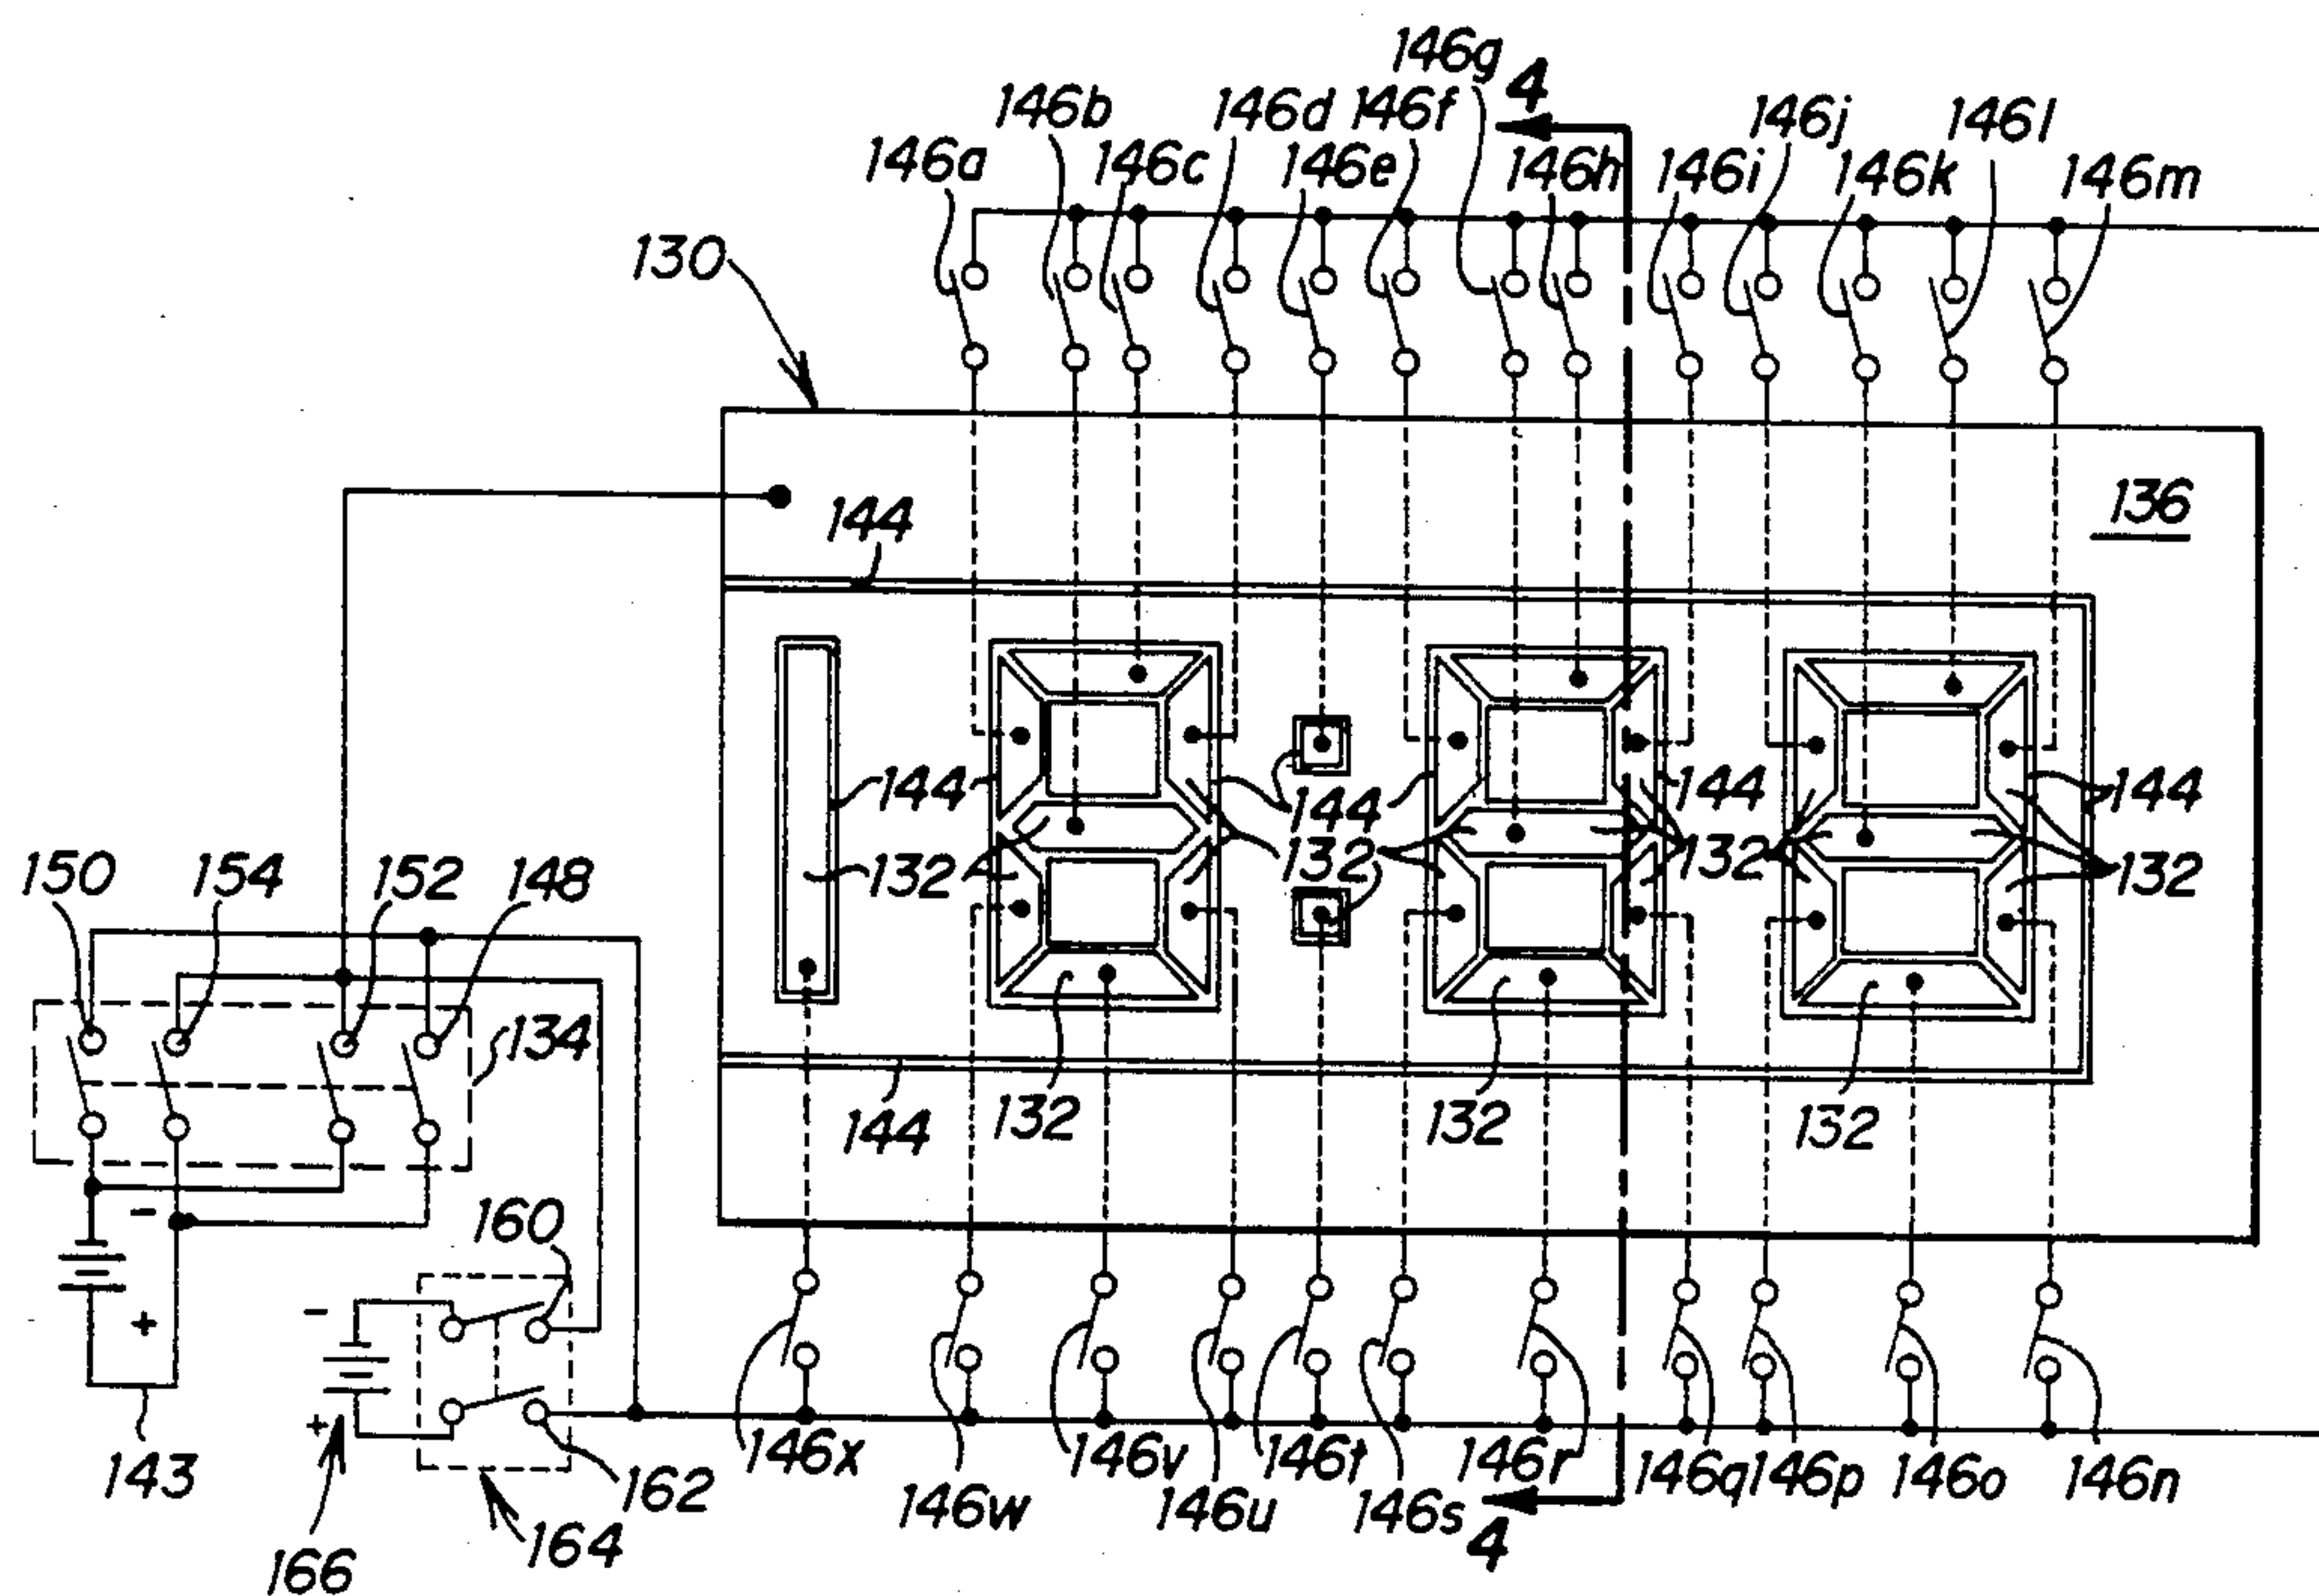 146g 4
146b 146d 146f 146j 146l
146a 146c 146e 146h 146i 146k 146m
130
136
144
144 144 144 144
132 132 132 132
150 154 152 148
134
132 132 132
144
- 160
+ -
143 + 162
146x 146v 146t 146r 146q 146p 146o 146n
146w 146u 146s 4
166 164